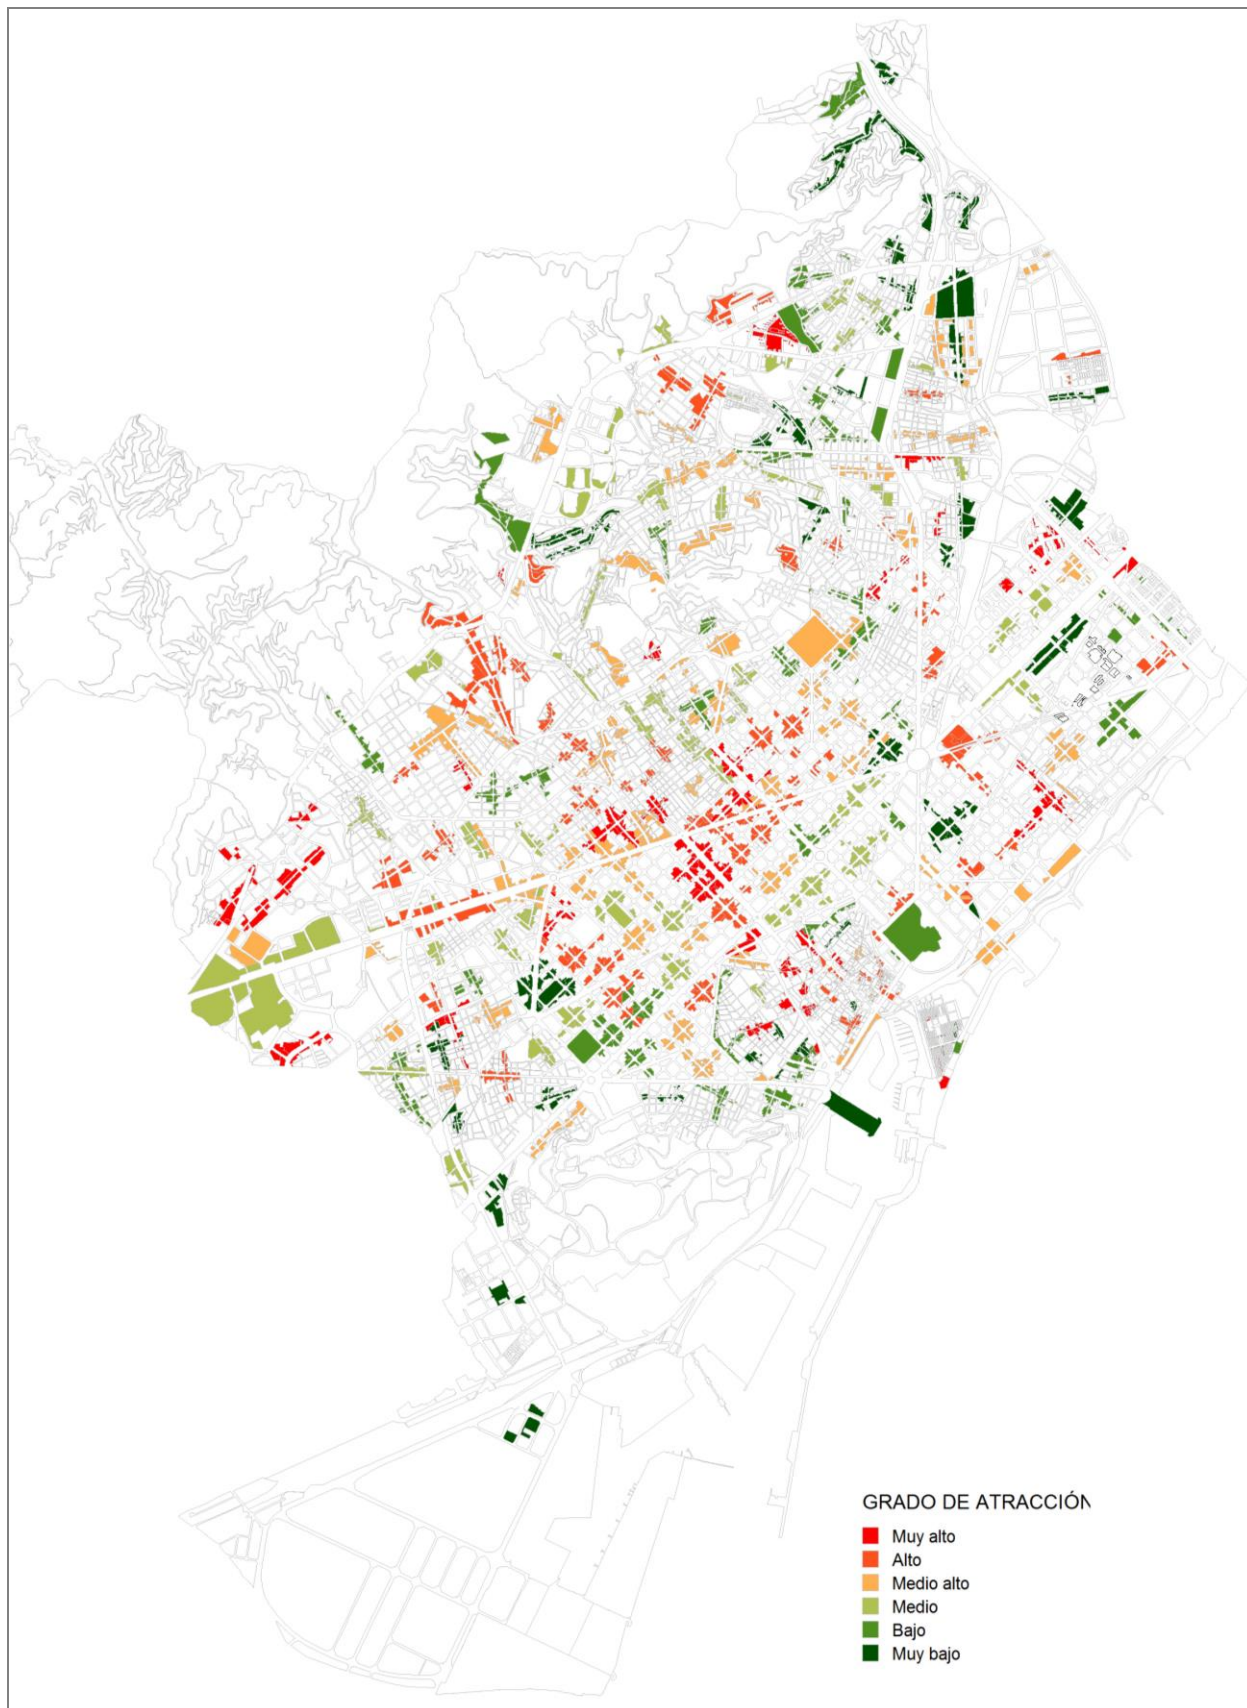 GRADO DE ATRACCIÓN
Muy alto
Alto
Medio alto
Medio
Bajo
Muy bajo